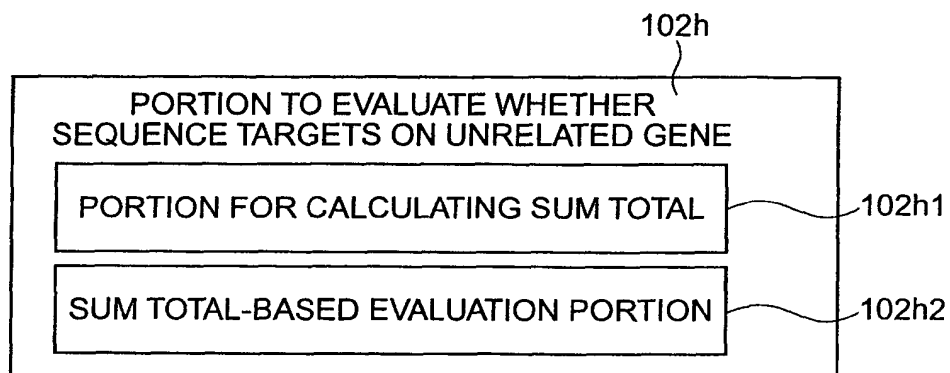 102h
PORTION TO EVALUATE WHETHER
SEQUENCE TARGETS ON UNRELATED GENE
PORTION FOR CALCULATING SUM TOTAL
102h1
SUM TOTAL-BASED EVALUATION PORTION
102h2